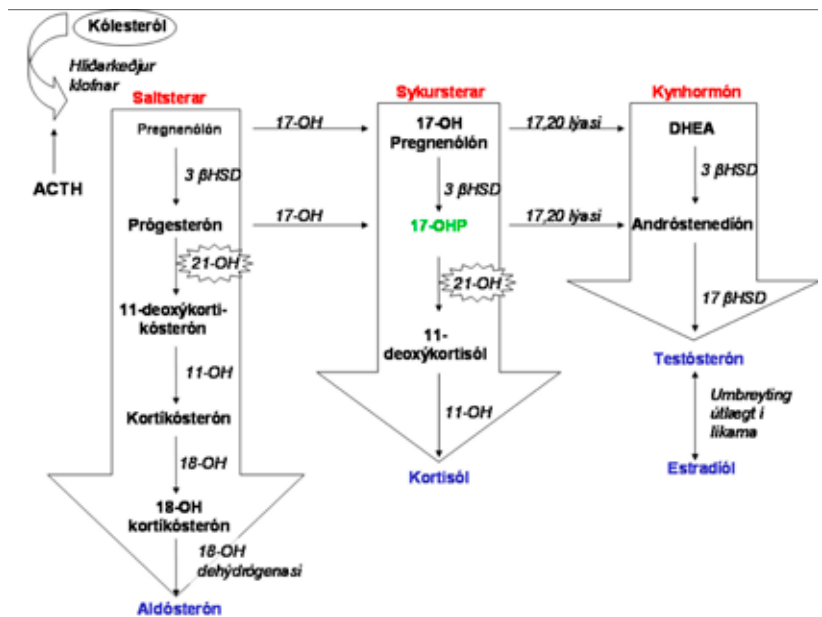 Kólesteról
Hliðarkeðjur
klofnar
ACTH
Saltsterar
Pregnenólón
3 βHSD
Prógesterón
21-OH
11-deoxýkorti-
kósterón
11-OH
Kortíkósterón
18-OH
18-OH
kortíkósterón
18-OH
dehýdrógenasi
Aldósterón
17-OH
17-OH
Sykursterar
17-OH
Pregnenólón
3 βHSD
17-OHP
21-OH
11-
deoxýkortisól
11-OH
Kortisól
17,20 lýasi
17,20 lýasi
Kynhormón
DHEA
3 βHSD
Andróstenedíón
17 βHSD
Testósterón
Umbreyting
útlægt í
líkama
Estradíól